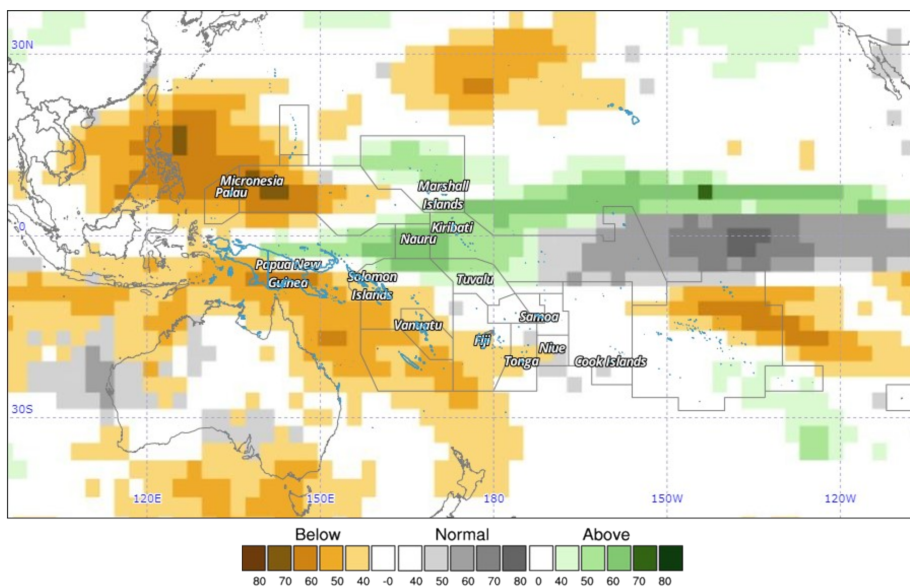 30N
Micronesia
Palau
Marshall
Islands
0
Kiribati
Nauru
Papua New
Guinea
Solomon
Islands
Tuvalu
Vanuatu
Samoa
Fiji
Niue
Tonga
Cook Islands
30S
120E 150E 180 150W 120W
Below Normal Above
80 70 60 50 40 -0 40 50 60 70 80 0 40 50 60 70 80